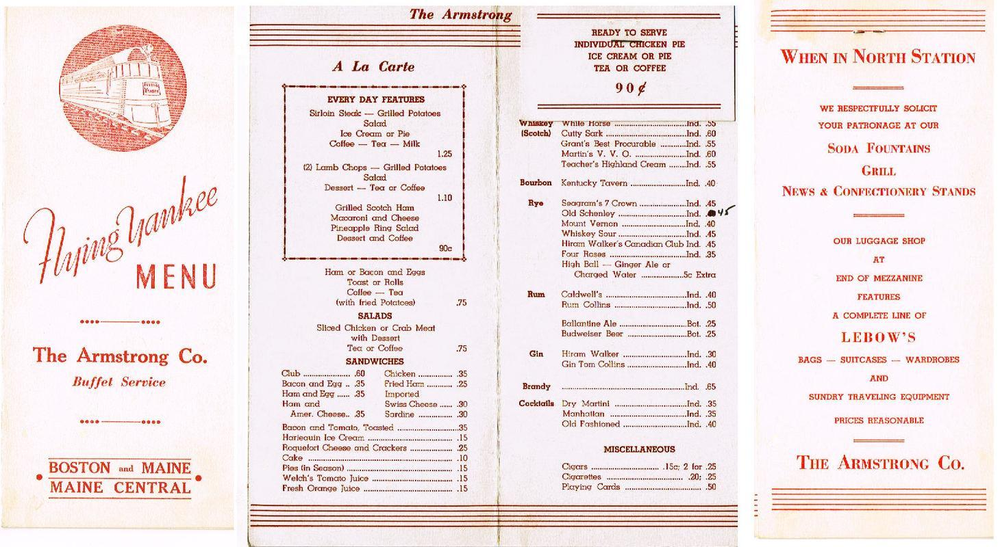 FLYING
YANKEE
Flying Yankee
MENU
The Armstrong Co.
Buffet Service
BOSTON and MAINE
MAINE CENTRAL
The Armstrong
A La Carte
EVERY DAY FEATURES
Sirloin Steak — Grilled Potatoes
Salad
Ice Cream or Pie
Coffee — Tea — Milk
1.25
(2) Lamb Chops — Grilled Potatoes
Salad
Dessert — Tea or Coffee
1.10
Grilled Scotch Ham
Macaroni and Cheese
Pineapple Ring Salad
Dessert and Coffee
90c
Ham or Bacon and Eggs
Toast or Rolls
Coffee — Tea
(with fried Potatoes) .75
SALADS
Sliced Chicken or Crab Meat
with Dessert
Tea or Coffee .75
SANDWICHES
Club .................. .60 Chicken ............. .35
Bacon and Egg .. .35 Fried Ham ........... .25
Ham and Egg ...... .35 Imported
Ham and Swiss Cheese ...... .30
Amer. Cheese.. .35 Sardine ............... .30
Bacon and Tomato, Toasted .......................35
Harlequin Ice Cream ................................ .15
Roquefort Cheese and Crackers ................ .25
Cake ...................................................... .10
Pies (in Season) ....................................... .15
Welch's Tomato Juice ............................... .15
Fresh Orange Juice .................................. .15
READY TO SERVE
INDIVIDUAL CHICKEN PIE
ICE CREAM OR PIE
TEA OR COFFEE
90¢
Whiskey White Horse .......................Ind. .55
(Scotch) Cutty Sark ..........................Ind. .60
Grant's Best Procurable ..........Ind. .55
Martin's V. V. O. ...................Ind. .60
Teacher's Highland Cream .......Ind. .55
Bourbon Kentucky Tavern ...................Ind. .40
Rye Seagram's 7 Crown .................Ind. .45
Old Schenley .........................Ind. . 45
Mount Vernon ........................Ind. .40
Whiskey Sour ........................Ind. .45
Hiram Walker's Canadian Club Ind. .45
Four Roses ............................Ind. .35
High Ball — Ginger Ale or
Charged Water ...............5c Extra
Rum Caldwell's .............................Ind. .40
Rum Collins ..........................Ind. .50
Ballantine Ale ........................Bot. .25
Budweiser Beer ......................Bot. .25
Gin Hiram Walker .......................Ind. .30
Gin Tom Collins .....................Ind. .40
Brandy ............................................Ind. .65
Cocktails Dry Martini ...........................Ind. .35
Manhattan ............................Ind. .35
Old Fashioned .......................Ind. .40
MISCELLANEOUS
Cigars ......................... .15c; 2 for .25
Cigarettes .............................. .20; .25
Playing Cards ............................... .50
WHEN IN NORTH STATION
WE RESPECTFULLY SOLICIT
YOUR PATRONAGE AT OUR
SODA FOUNTAINS
GRILL
NEWS & CONFECTIONERY STANDS
OUR LUGGAGE SHOP
AT
END OF MEZZANINE
FEATURES
A COMPLETE LINE OF
LEBOW'S
BAGS — SUITCASES — WARDROBES
AND
SUNDRY TRAVELING EQUIPMENT
PRICES REASONABLE
THE ARMSTRONG CO.